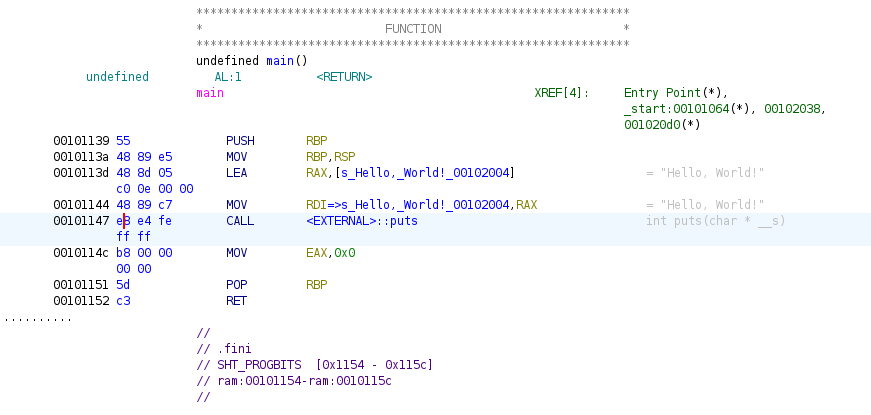 **************************************************************
*                          FUNCTION                          *
**************************************************************
undefined main()
undefined AL:1 <RETURN>
main XREF[4]: Entry Point(*),
_start:00101064(*), 00102038,
001020d0(*)
00101139 55 PUSH RBP
0010113a 48 89 e5 MOV RBP,RSP
0010113d 48 8d 05 LEA RAX,[s_Hello,_World!_00102004] = "Hello, World!"
c0 0e 00 00
00101144 48 89 c7 MOV RDI=>s_Hello,_World!_00102004,RAX = "Hello, World!"
00101147 e8 e4 fe CALL <EXTERNAL>::puts int puts(char * __s)
ff ff
0010114c b8 00 00 MOV EAX,0x0
00 00
00101151 5d POP RBP
00101152 c3 RET
..........
//
// .fini
// SHT_PROGBITS [0x1154 - 0x115c]
// ram:00101154-ram:0010115c
//